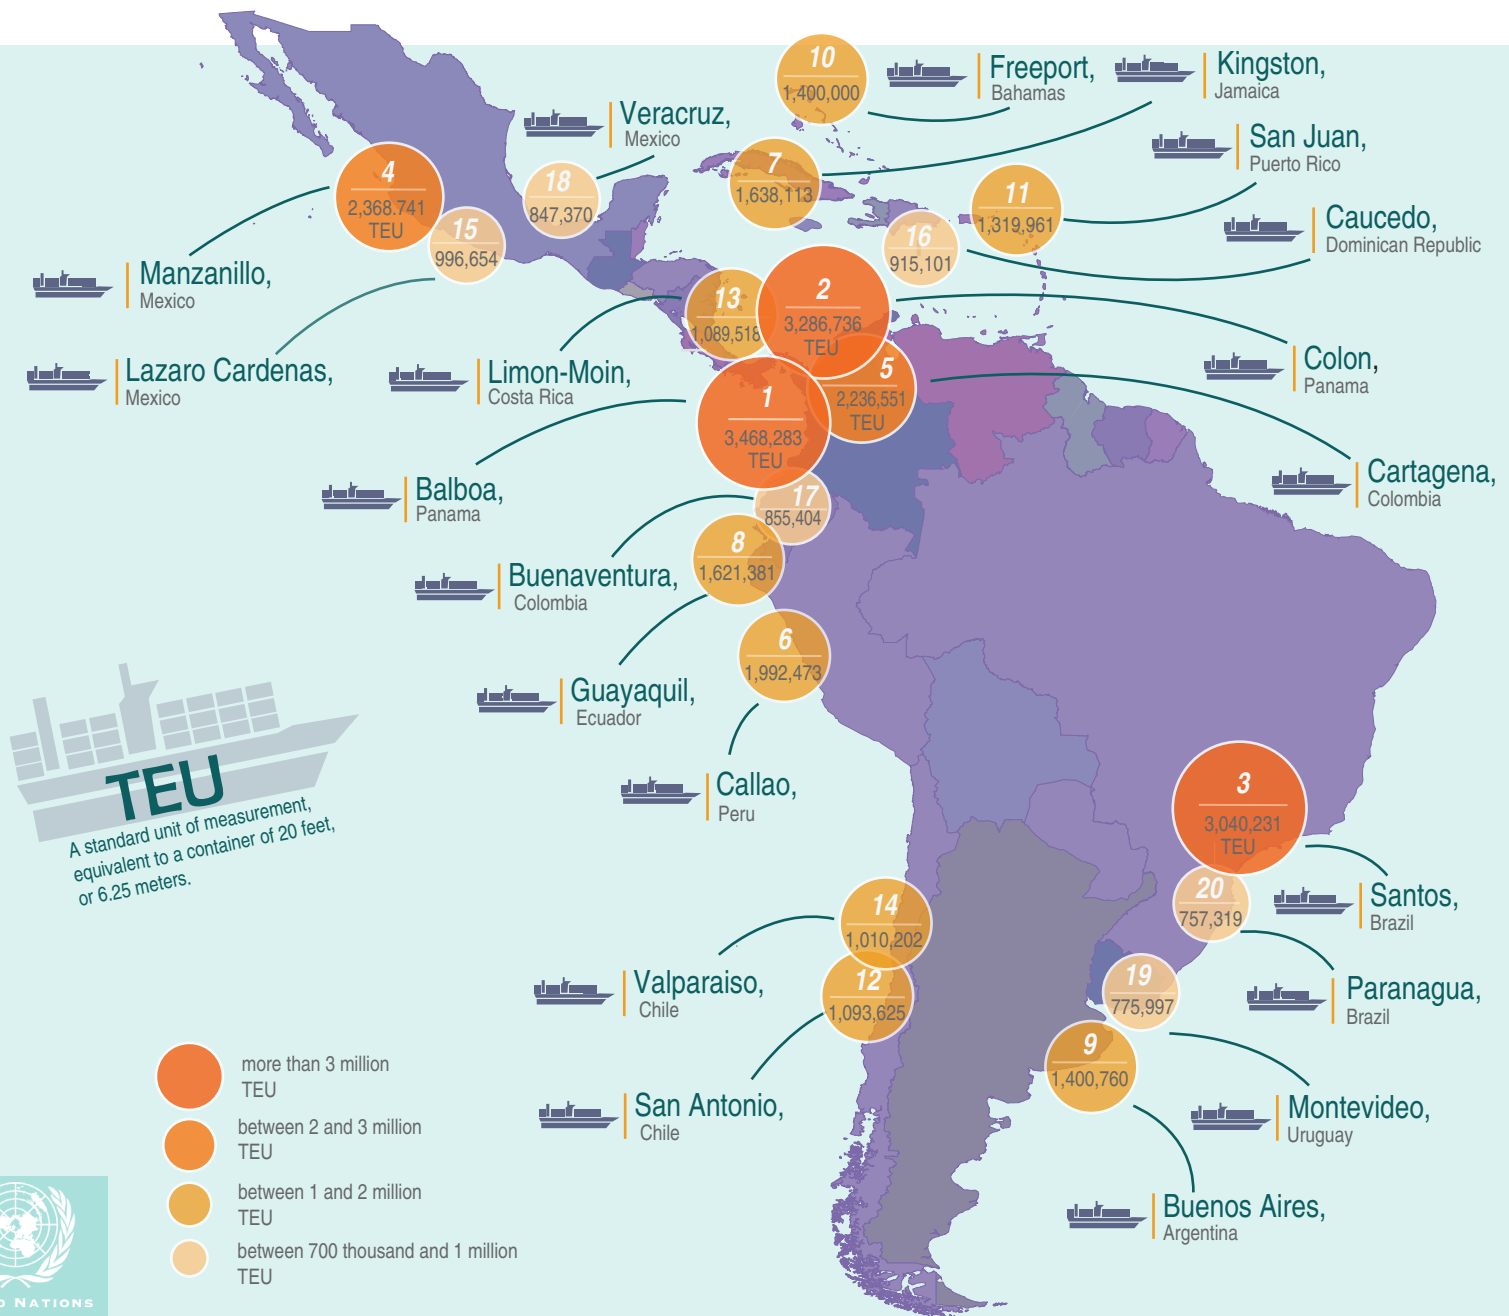 10
1,400,000
Freeport,
Bahamas
Kingston,
Jamaica
Veracruz,
Mexico
San Juan,
Puerto Rico
4
2,368.741
TEU
18
847,370
7
1,638,113
11
1,319,961
15
996,654
16
915,101
Caucedo,
Dominican Republic
Manzanillo,
Mexico
13
1,089,518
2
3,286,736
TEU
Lazaro Cardenas,
Mexico
Limon-Moin,
Costa Rica
Colon,
Panama
5
2,236,551
TEU
1
3,468,283
TEU
Balboa,
Panama
Cartagena,
Colombia
17
855,404
8
1,621,381
Buenaventura,
Colombia
6
1,992,473
Guayaquil,
Ecuador
TEU
A standard unit of measurement,
equivalent to a container of 20 feet,
or 6.25 meters.
Callao,
Peru
3
3,040,231
TEU
20
757,319
Santos,
Brazil
14
1,010,202
Valparaiso,
Chile
12
1,093,625
19
775,997
Paranagua,
Brazil
9
1,400,760
San Antonio,
Chile
Montevideo,
Uruguay
Buenos Aires,
Argentina
more than 3 million
TEU
between 2 and 3 million
TEU
between 1 and 2 million
TEU
between 700 thousand and 1 million
TEU
NATIONS